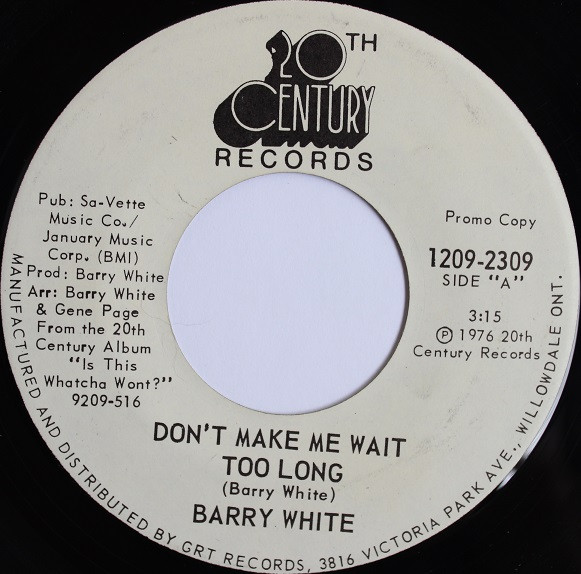 20TH
CENTURY
RECORDS
Pub: Sa-Vette
Music Co./
January Music
Corp. (BMI)
Prod: Barry White
Arr: Barry White
& Gene Page
From the 20th
Century Album
"Is This
Whatcha Wont?"
9209-516
Promo Copy
1209-2309
SIDE "A"
3:15
Ⓟ 1976 20th
Century Records
DON'T MAKE ME WAIT
TOO LONG
(Barry White)
BARRY WHITE
MANUFACTURED AND DISTRIBUTED BY GRT RECORDS, 3816 VICTORIA PARK AVE., WILLOWDALE ONT.